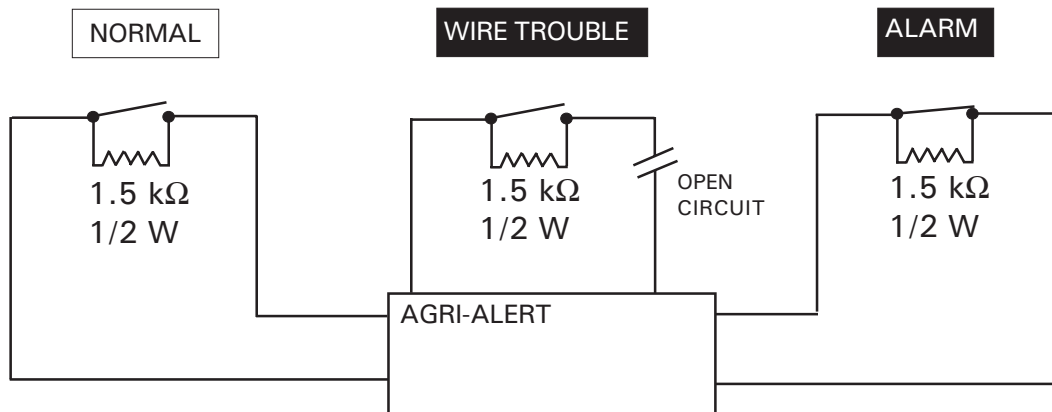 NORMAL
WIRE TROUBLE
ALARM
1.5 kΩ
1/2 W
1.5 kΩ
1/2 W
OPEN
CIRCUIT
1.5 kΩ
1/2 W
AGRI-ALERT